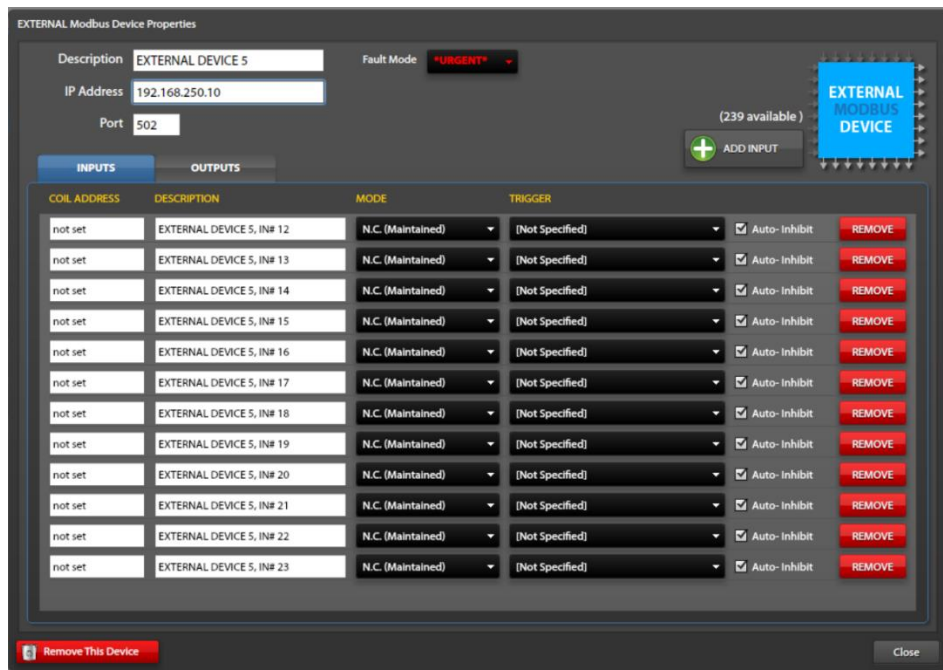 EXTERNAL Modbus Device Properties
Description EXTERNAL DEVICE 5 Fault Mode *URGENT*
IP Address 192.168.250.10
Port 502
(239 available )
ADD INPUT
EXTERNAL
MODBUS
DEVICE
INPUTS OUTPUTS
COIL ADDRESS DESCRIPTION MODE TRIGGER
not set EXTERNAL DEVICE 5, IN# 12 N.C. (Maintained) [Not Specified] Auto- Inhibit REMOVE
not set EXTERNAL DEVICE 5, IN# 13 N.C. (Maintained) [Not Specified] Auto- Inhibit REMOVE
not set EXTERNAL DEVICE 5, IN# 14 N.C. (Maintained) [Not Specified] Auto- Inhibit REMOVE
not set EXTERNAL DEVICE 5, IN# 15 N.C. (Maintained) [Not Specified] Auto- Inhibit REMOVE
not set EXTERNAL DEVICE 5, IN# 16 N.C. (Maintained) [Not Specified] Auto- Inhibit REMOVE
not set EXTERNAL DEVICE 5, IN# 17 N.C. (Maintained) [Not Specified] Auto- Inhibit REMOVE
not set EXTERNAL DEVICE 5, IN# 18 N.C. (Maintained) [Not Specified] Auto- Inhibit REMOVE
not set EXTERNAL DEVICE 5, IN# 19 N.C. (Maintained) [Not Specified] Auto- Inhibit REMOVE
not set EXTERNAL DEVICE 5, IN# 20 N.C. (Maintained) [Not Specified] Auto- Inhibit REMOVE
not set EXTERNAL DEVICE 5, IN# 21 N.C. (Maintained) [Not Specified] Auto- Inhibit REMOVE
not set EXTERNAL DEVICE 5, IN# 22 N.C. (Maintained) [Not Specified] Auto- Inhibit REMOVE
not set EXTERNAL DEVICE 5, IN# 23 N.C. (Maintained) [Not Specified] Auto- Inhibit REMOVE
Remove This Device Close